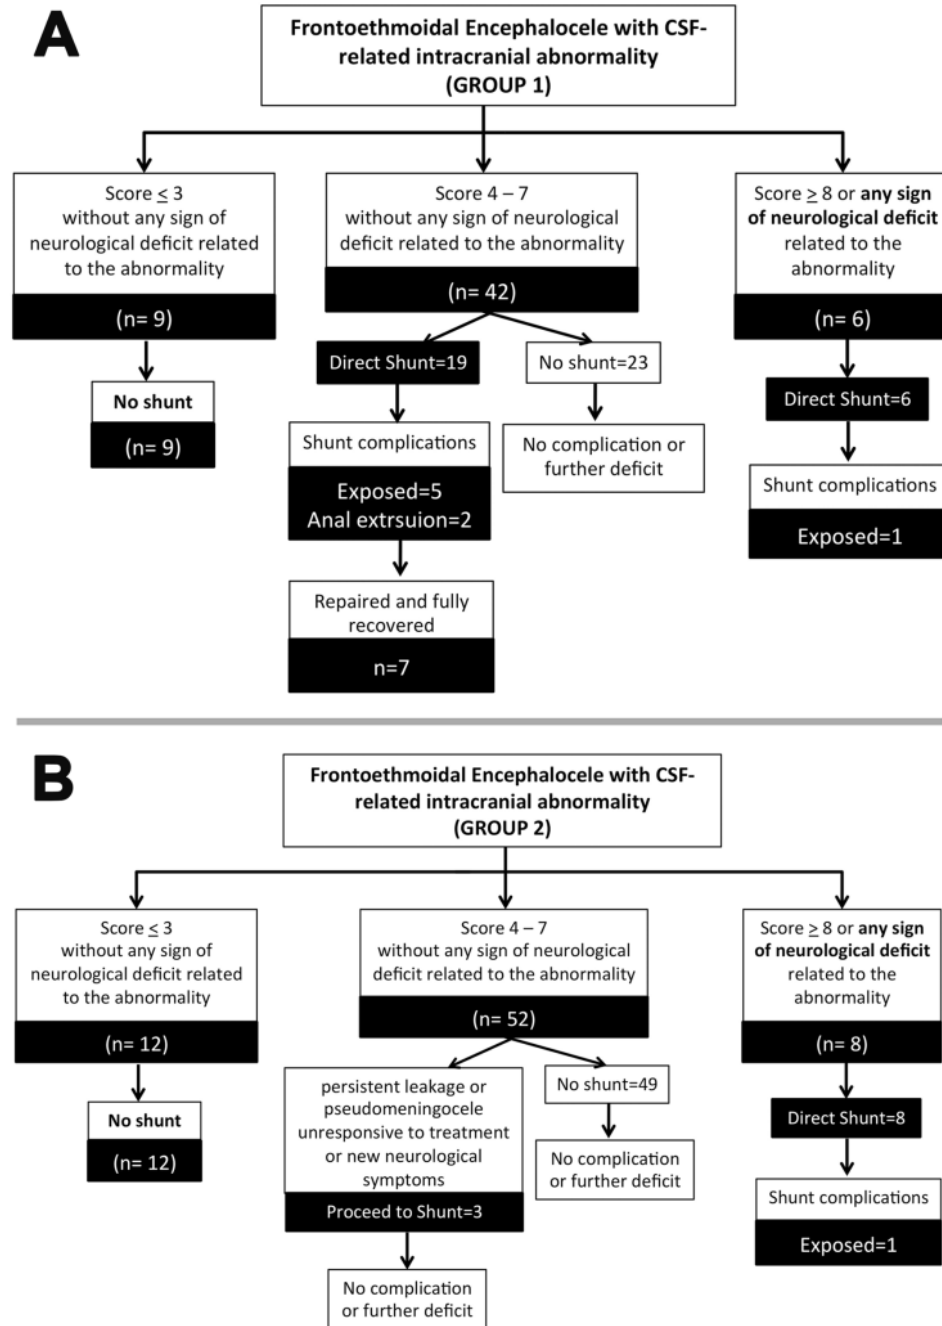 A
Frontoethmoidal Encephalocele with CSF-
related intracranial abnormality
(GROUP 1)
Score ≤ 3
without any sign of
neurological deficit related
to the abnormality
(n= 9)
No shunt
(n= 9)
Score 4 – 7
without any sign of neurological
deficit related to the abnormality
(n= 42)
Direct Shunt=19
Shunt complications
Exposed=5
Anal extrsuion=2
Repaired and fully
recovered
n=7
No shunt=23
No complication or
further deficit
Score ≥ 8 or any sign
of neurological deficit
related to the
abnormality
(n= 6)
Direct Shunt=6
Shunt complications
Exposed=1
B
Frontoethmoidal Encephalocele with CSF-
related intracranial abnormality
(GROUP 2)
Score ≤ 3
without any sign of
neurological deficit related
to the abnormality
(n= 12)
No shunt
(n= 12)
Score 4 – 7
without any sign of neurological
deficit related to the abnormality
(n= 52)
persistent leakage or
pseudomeningocele
unresponsive to treatment
or new neurological
symptoms
Proceed to Shunt=3
No complication
or further deficit
No shunt=49
No complication
or further deficit
Score ≥ 8 or any sign
of neurological deficit
related to the
abnormality
(n= 8)
Direct Shunt=8
Shunt complications
Exposed=1